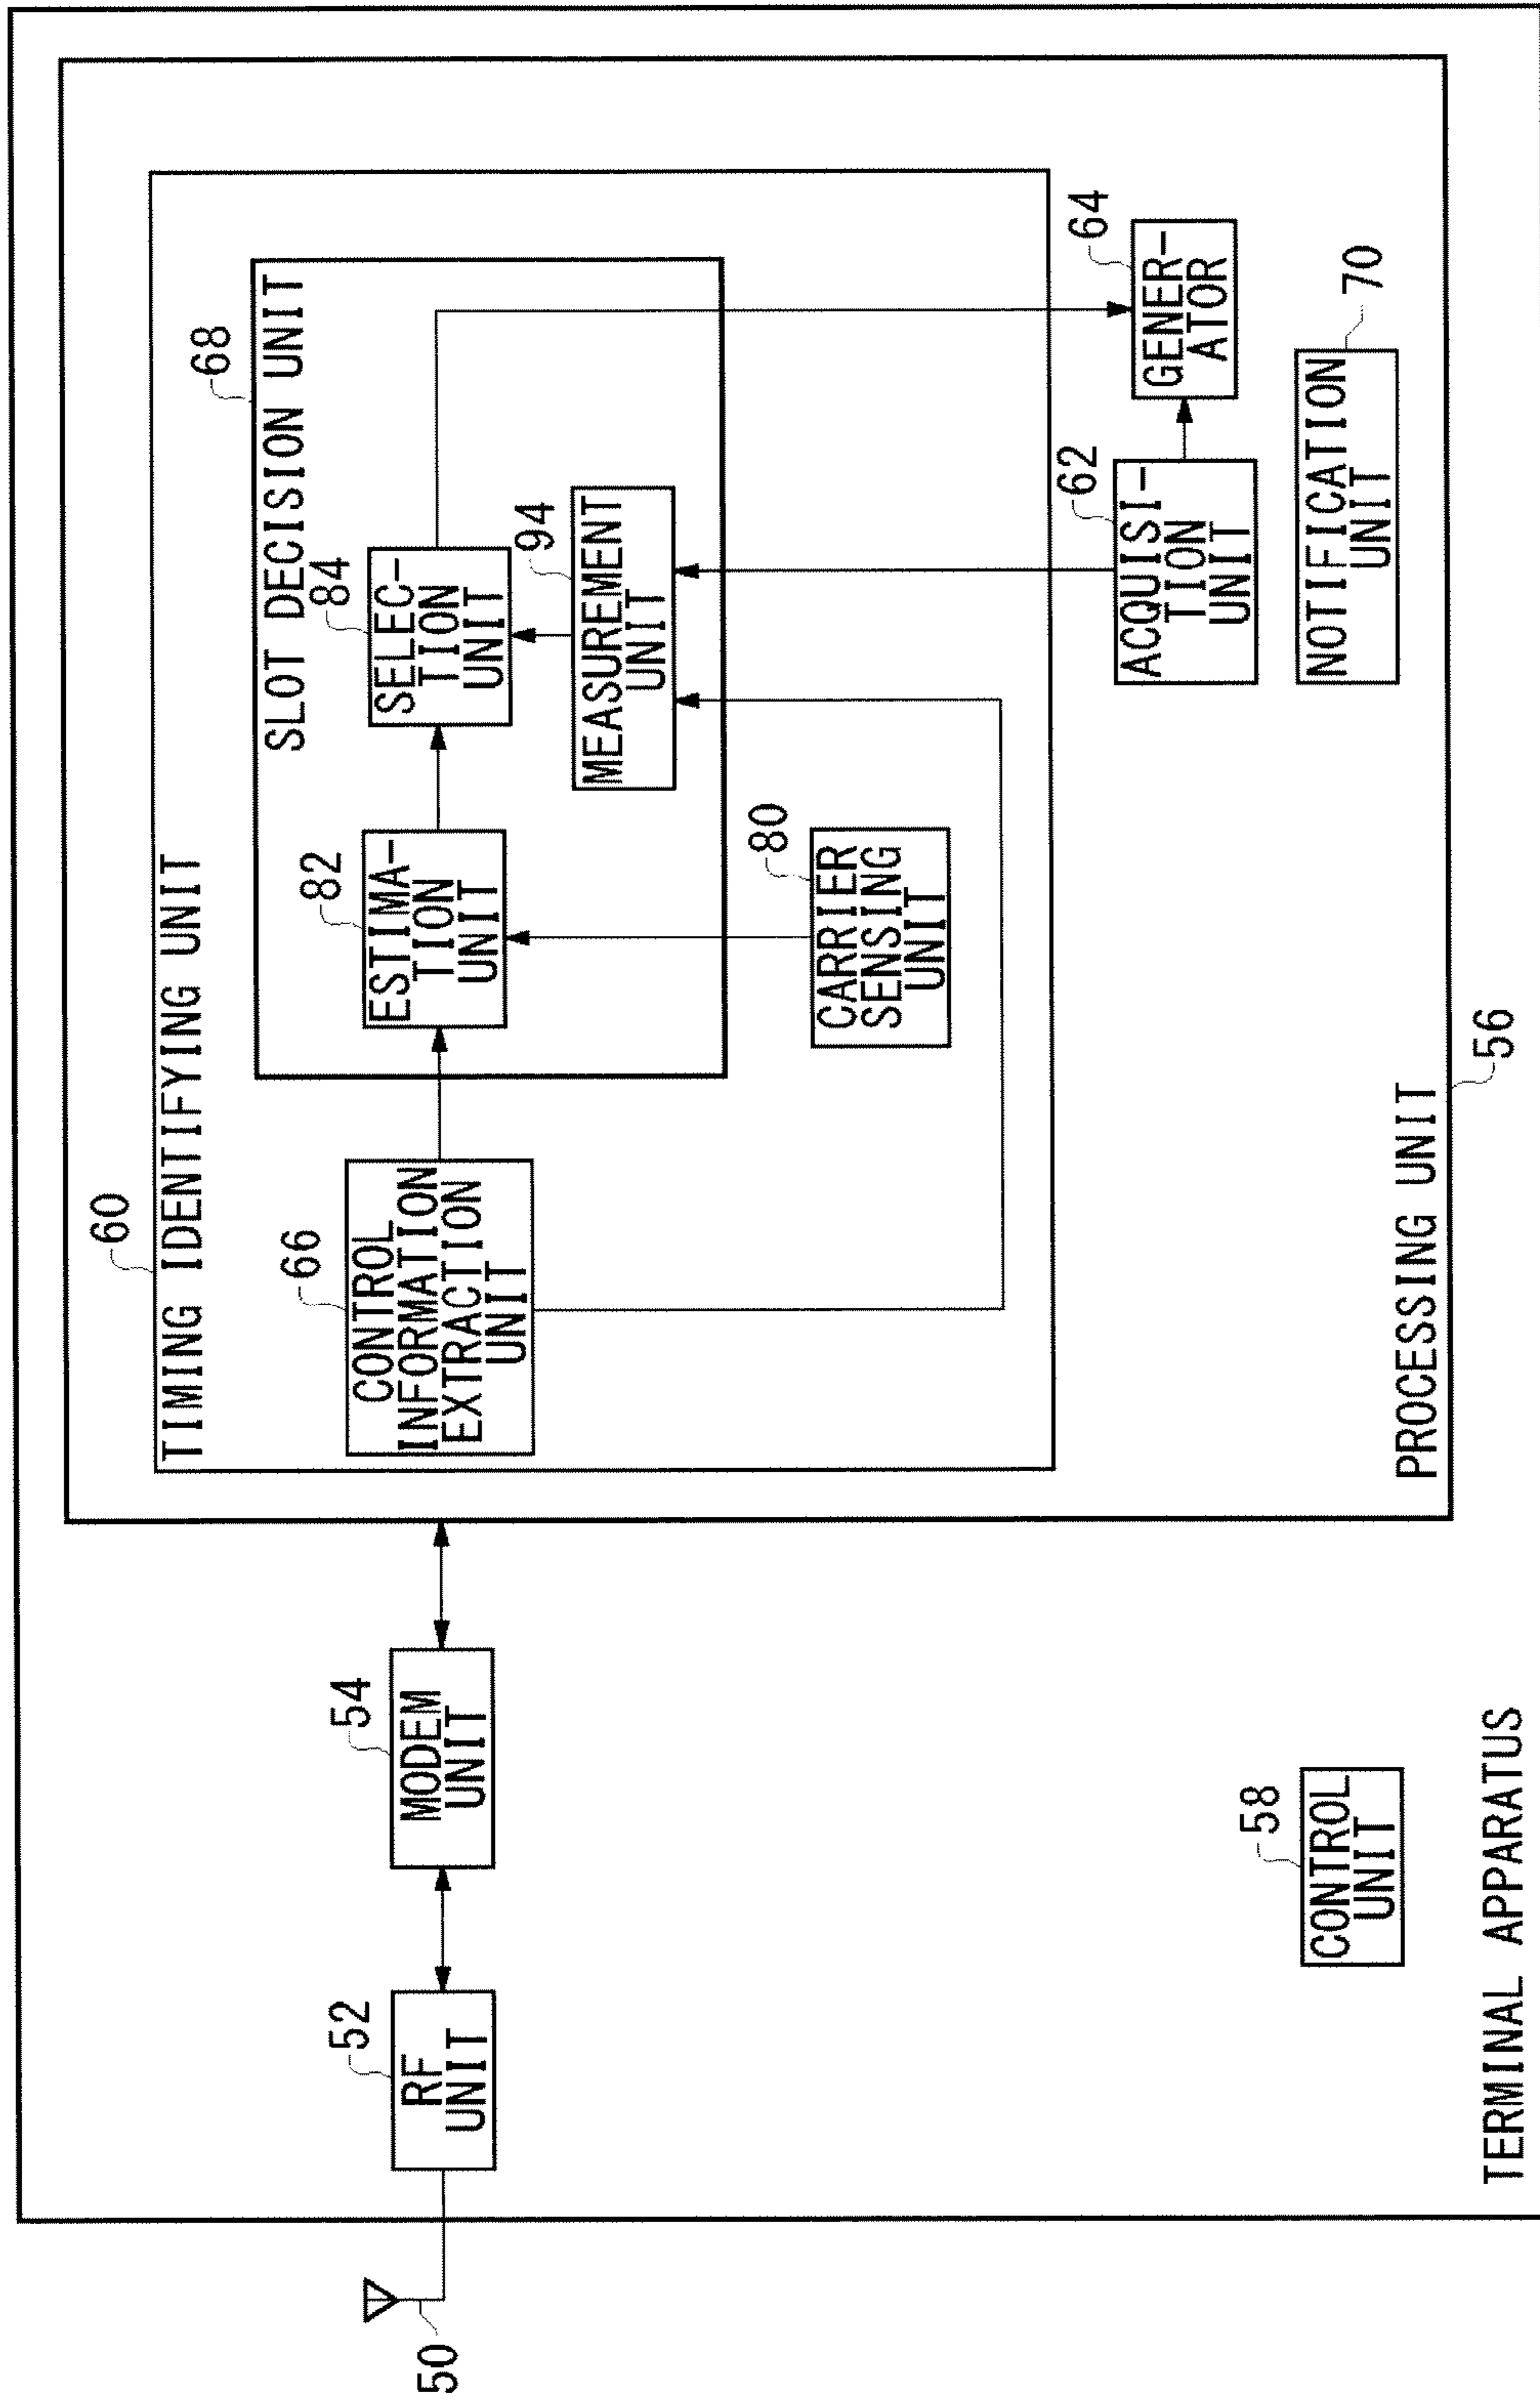 50
52
RF
UNIT
54
MODEM
UNIT
60
TIMING IDENTIFYING UNIT
66
CONTROL
INFORMATION
EXTRACTION
UNIT
68
SLOT DECISION UNIT
82
ESTIMA-
TION
UNIT
84
SELEC-
TION
UNIT
94
MEASUREMENT
UNIT
80
CARRIER
SENSING
UNIT
62
ACQUISI-
TION
UNIT
64
GENER-
ATOR
70
NOTIFICATION
UNIT
PROCESSING UNIT
56
58
CONTROL
UNIT
TERMINAL APPARATUS